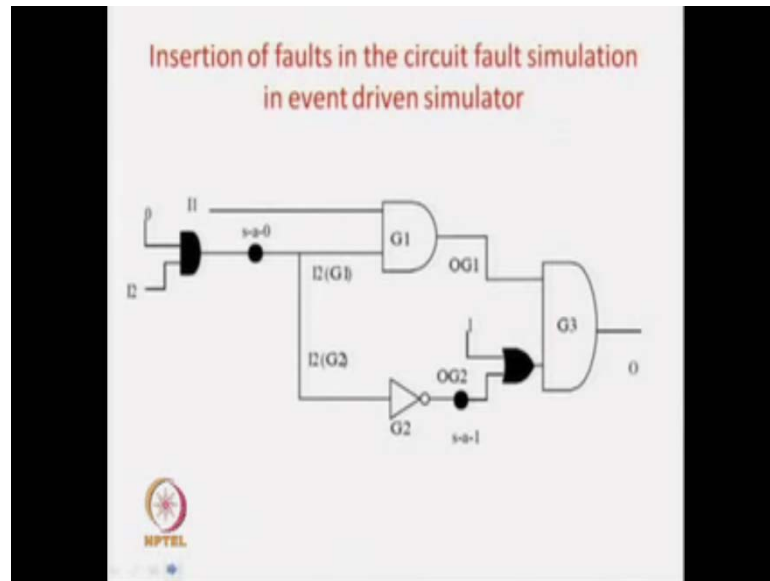 Insertion of faults in the circuit fault simulation
in event driven simulator
0
I1
s-a-0
G1
I2
I2(G1)
OG1
1
G3
I2(G2)
OG2
O
G2
s-a-1
NPTEL